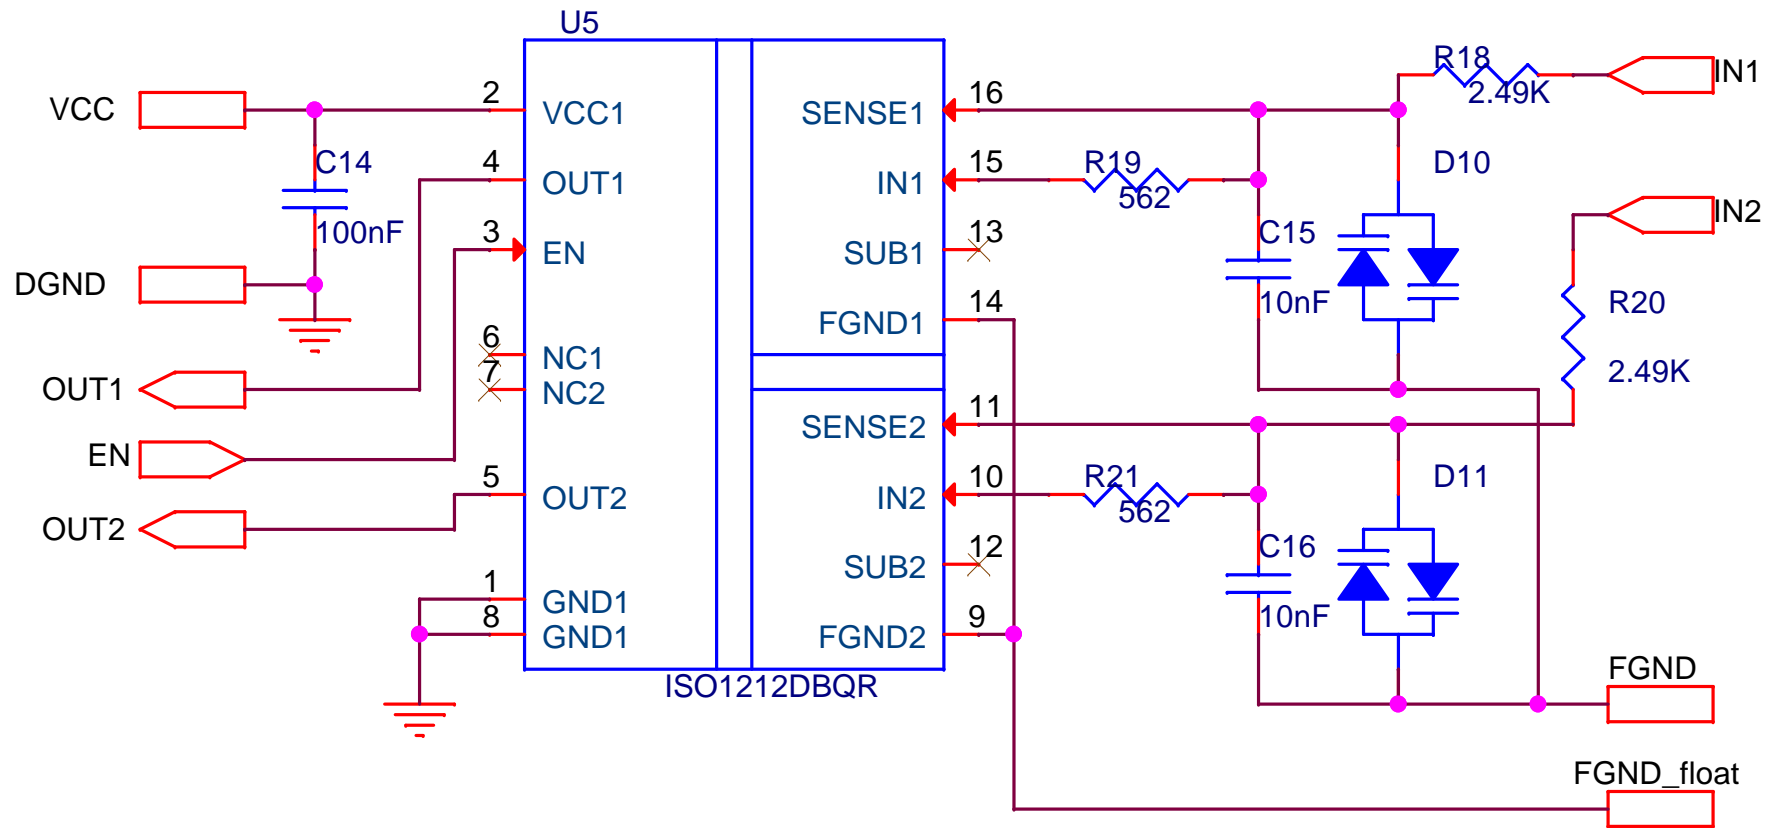 U5
VCC
2
VCC1
SENSE1
16
R18
2.49K
IN1
C14
100nF
4
OUT1
IN1
15
R19
562
D10
3
EN
SUB1
13
C15
10nF
IN2
DGND
FGND1
14
R20
2.49K
6
NC1
7
NC2
OUT1
SENSE2
11
EN
5
OUT2
IN2
10
R21
562
D11
OUT2
SUB2
12
C16
10nF
1
GND1
8
GND1
FGND2
9
ISO1212DBQR
FGND
FGND_float